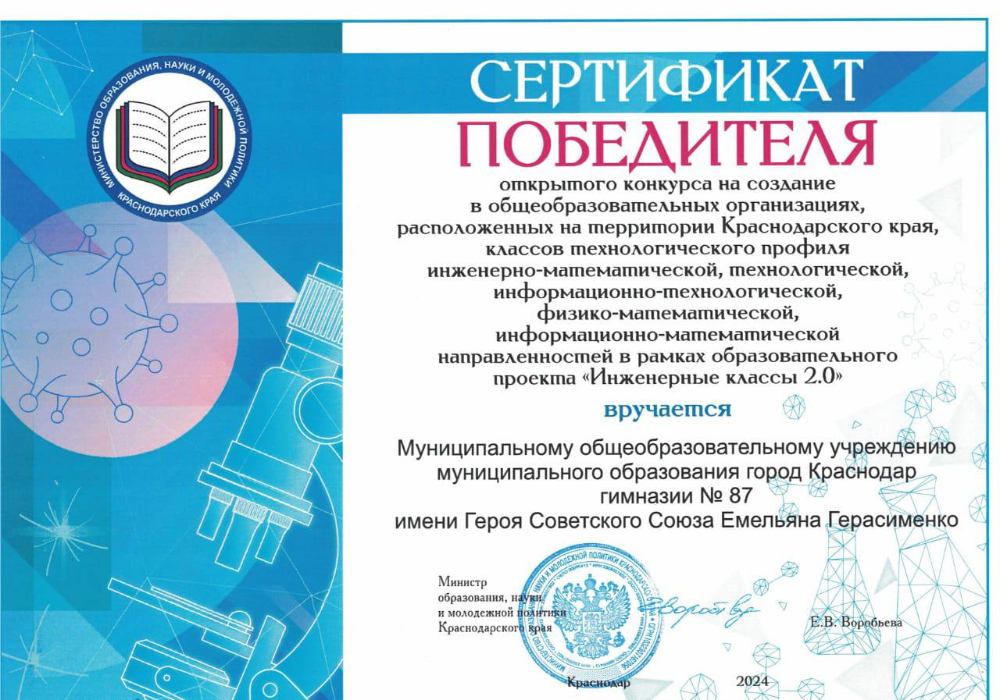 МИНИСТЕРСТВО ОБРАЗОВАНИЯ, НАУКИ И МОЛОДЕЖНОЙ ПОЛИТИКИ
КРАСНОДАРСКОГО КРАЯ
СЕРТИФИКАТ
ПОБЕДИТЕЛЯ
открытого конкурса на создание
в общеобразовательных организациях,
расположенных на территории Краснодарского края,
классов технологического профиля
инженерно-математической, технологической,
информационно-технологической,
физико-математической,
информационно-математической
направленностей в рамках образовательного
проекта «Инженерные классы 2.0»
вручается
Муниципальному общеобразовательному учреждению
муниципального образования город Краснодар
гимназии № 87
имени Героя Советского Союза Емельяна Герасименко
Министр
образования, науки
и молодежной политики
Краснодарского края
Е.В. Воробьева
Краснодар
2024